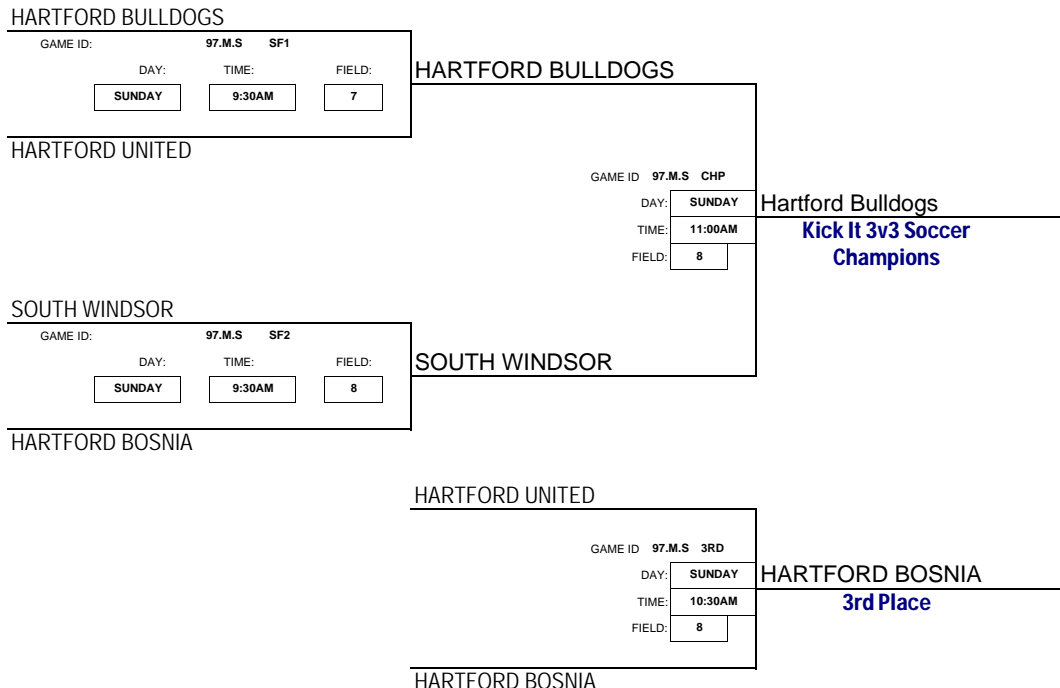 HARTFORD BULLDOGS
GAME ID: 97.M.S SF1
DAY: TIME: FIELD:
SUNDAY 9:30AM 7
HARTFORD BULLDOGS
HARTFORD UNITED
GAME ID 97.M.S CHP
DAY: SUNDAY
TIME: 11:00AM
FIELD: 8
Hartford Bulldogs
Kick It 3v3 Soccer
Champions
SOUTH WINDSOR
GAME ID: 97.M.S SF2
DAY: TIME: FIELD:
SUNDAY 9:30AM 8
SOUTH WINDSOR
HARTFORD BOSNIA
HARTFORD UNITED
GAME ID 97.M.S 3RD
DAY: SUNDAY
TIME: 10:30AM
FIELD: 8
HARTFORD BOSNIA
3rd Place
HARTFORD BOSNIA